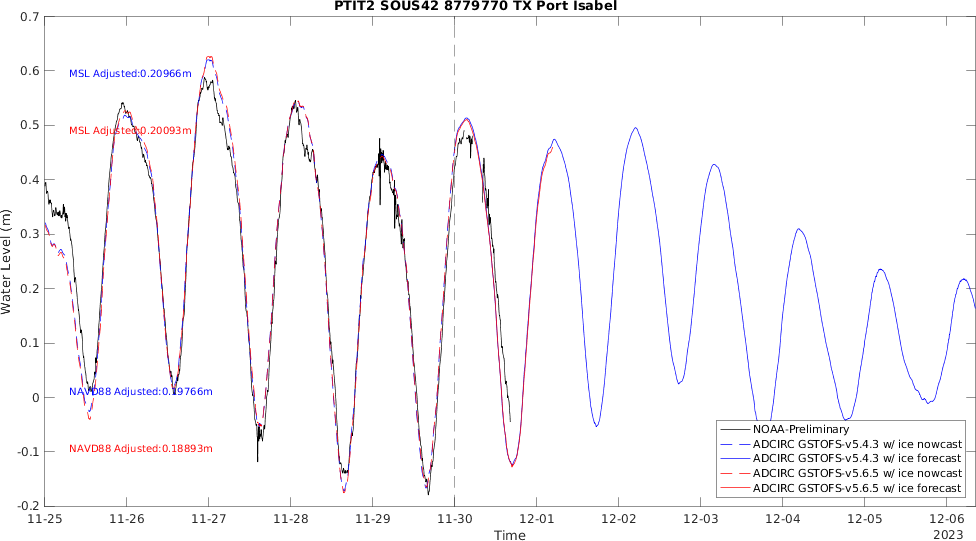 PTIT2 SOUS42 8779770 TX Port Isabel
0.7
0.6
0.5
0.4
0.3
0.2
0.1
0
-0.1
-0.2
Water Level (m)
MSL Adjusted:0.20966m
MSL Adjusted:0.20093m
NAVD88 Adjusted:0.19766m
NAVD88 Adjusted:0.18893m
NOAA-Preliminary
ADCIRC GSTOFS-v5.4.3 w/ ice nowcast
ADCIRC GSTOFS-v5.4.3 w/ ice forecast
ADCIRC GSTOFS-v5.6.5 w/ ice nowcast
ADCIRC GSTOFS-v5.6.5 w/ ice forecast
11-25 11-26 11-27 11-28 11-29 11-30 12-01 12-02 12-03 12-04 12-05 12-06
2023
Time